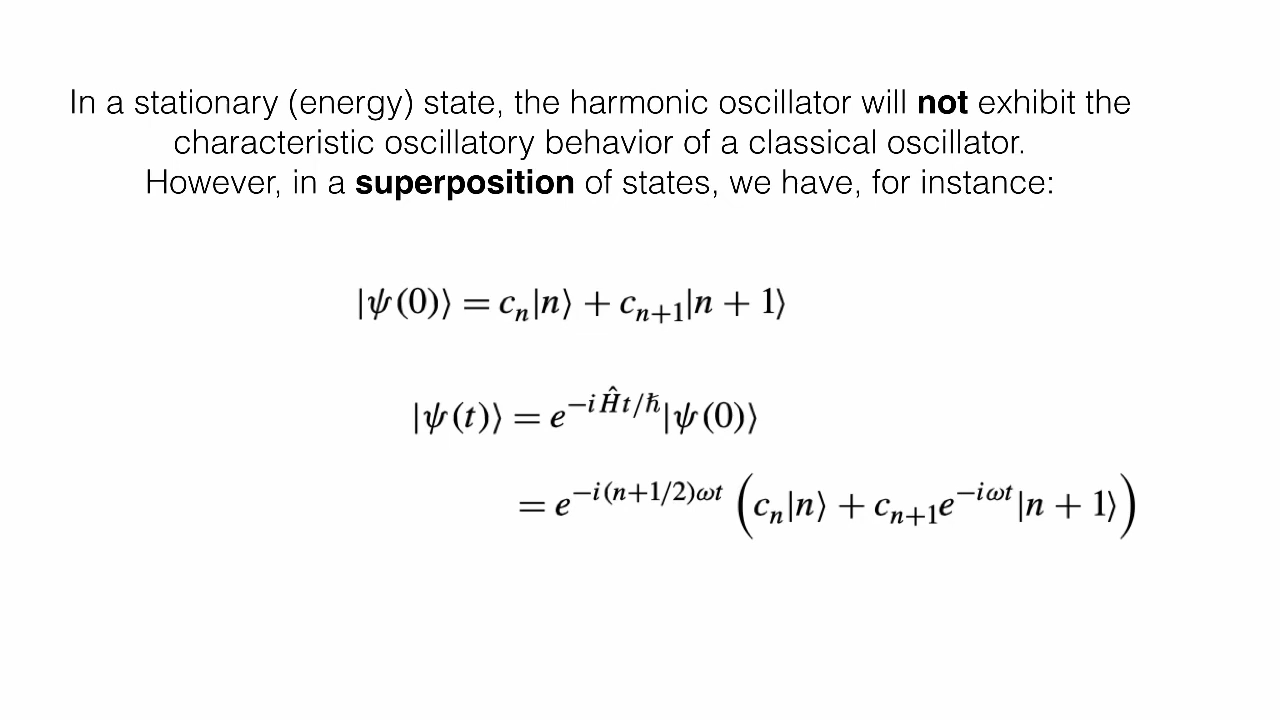 In a stationary (energy) state, the harmonic oscillator will not exhibit the
characteristic oscillatory behavior of a classical oscillator.
However, in a superposition of states, we have, for instance:
|ψ(0)⟩ = cₙ|n⟩ + cₙ₊₁|n + 1⟩
|ψ(t)⟩ = e^{−iĤt/ℏ}|ψ(0)⟩
= e^{−i(n+1/2)ωt} (cₙ|n⟩ + cₙ₊₁e^{−iωt}|n + 1⟩)